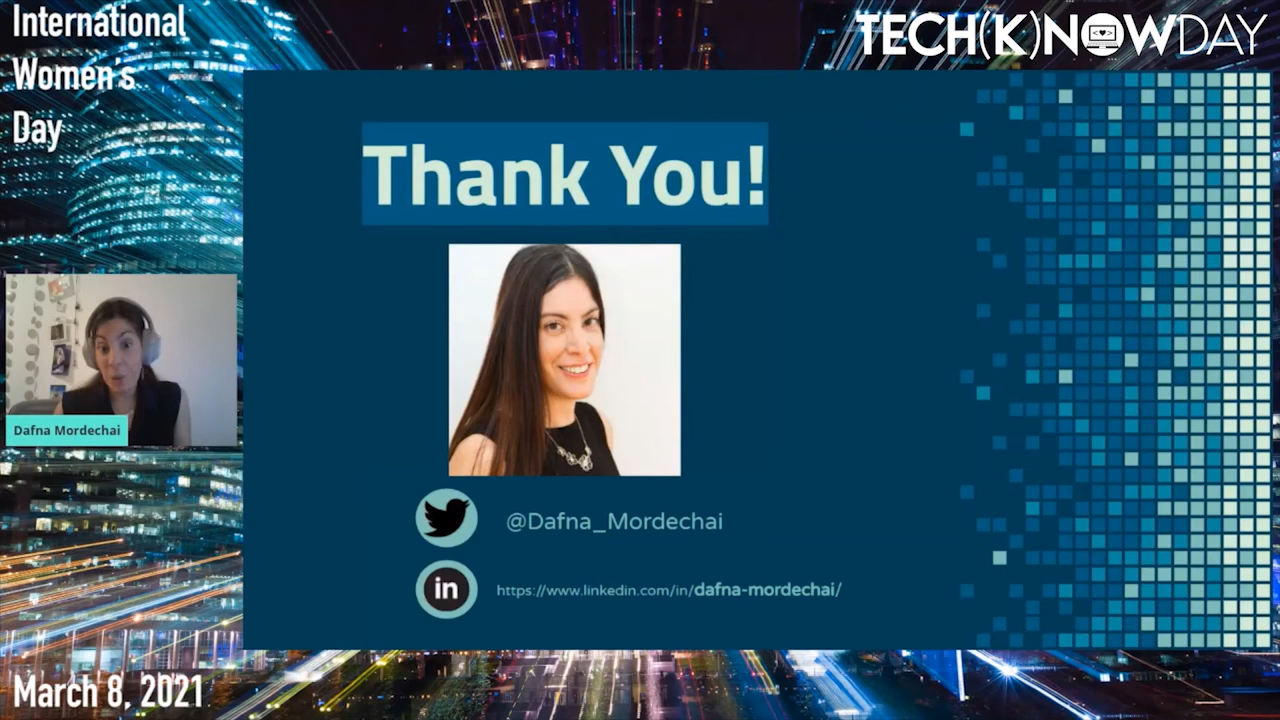 International
Women's
Day
TECH(K)NOWDAY
Thank You!
Dafna Mordechai
@Dafna_Mordechai
in
https://www.linkedin.com/in/dafna-mordechai/
March 8, 2021